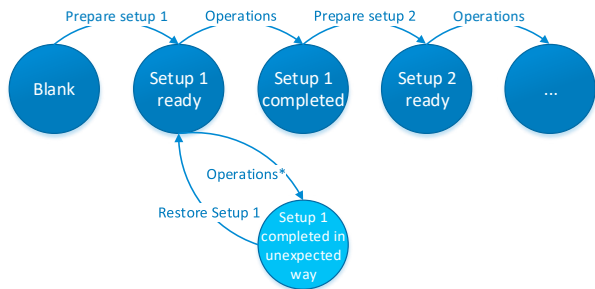 Prepare setup 1
Operations
Prepare setup 2
Operations
Blank
Setup 1
ready
Setup 1
completed
Setup 2
ready
...
Operations*
Restore Setup 1
Setup 1
completed in
unexpected
way